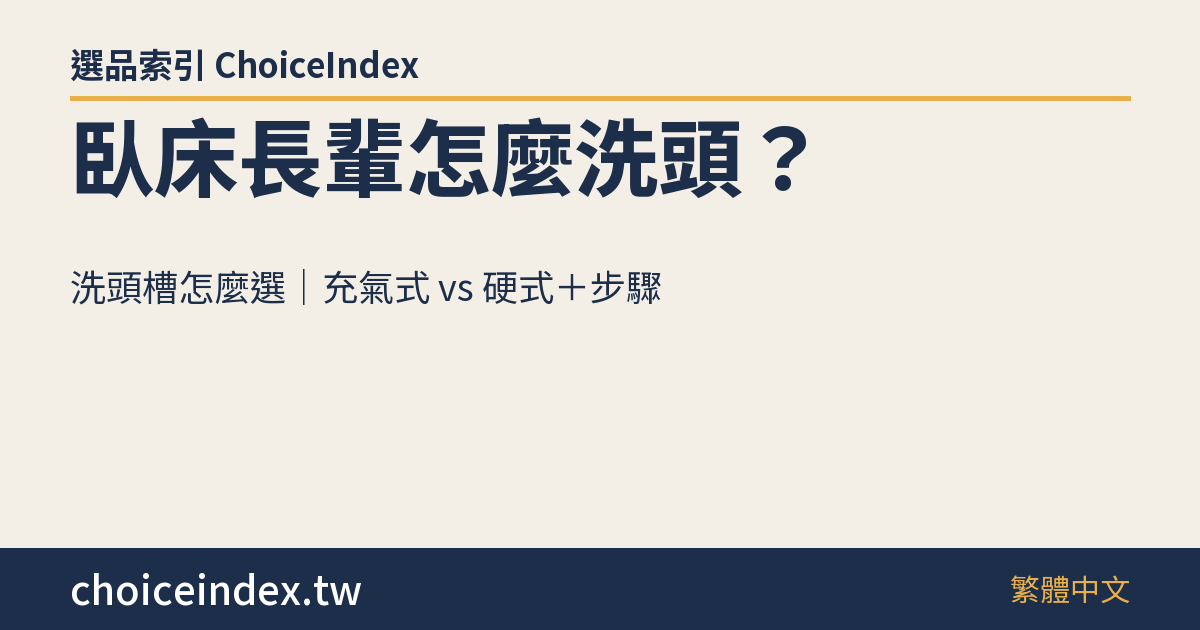 選品索引 ChoiceIndex
臥床長輩怎麼洗頭？
洗頭槽怎麼選｜充氣式 vs 硬式＋步驟
choiceindex.tw
繁體中文